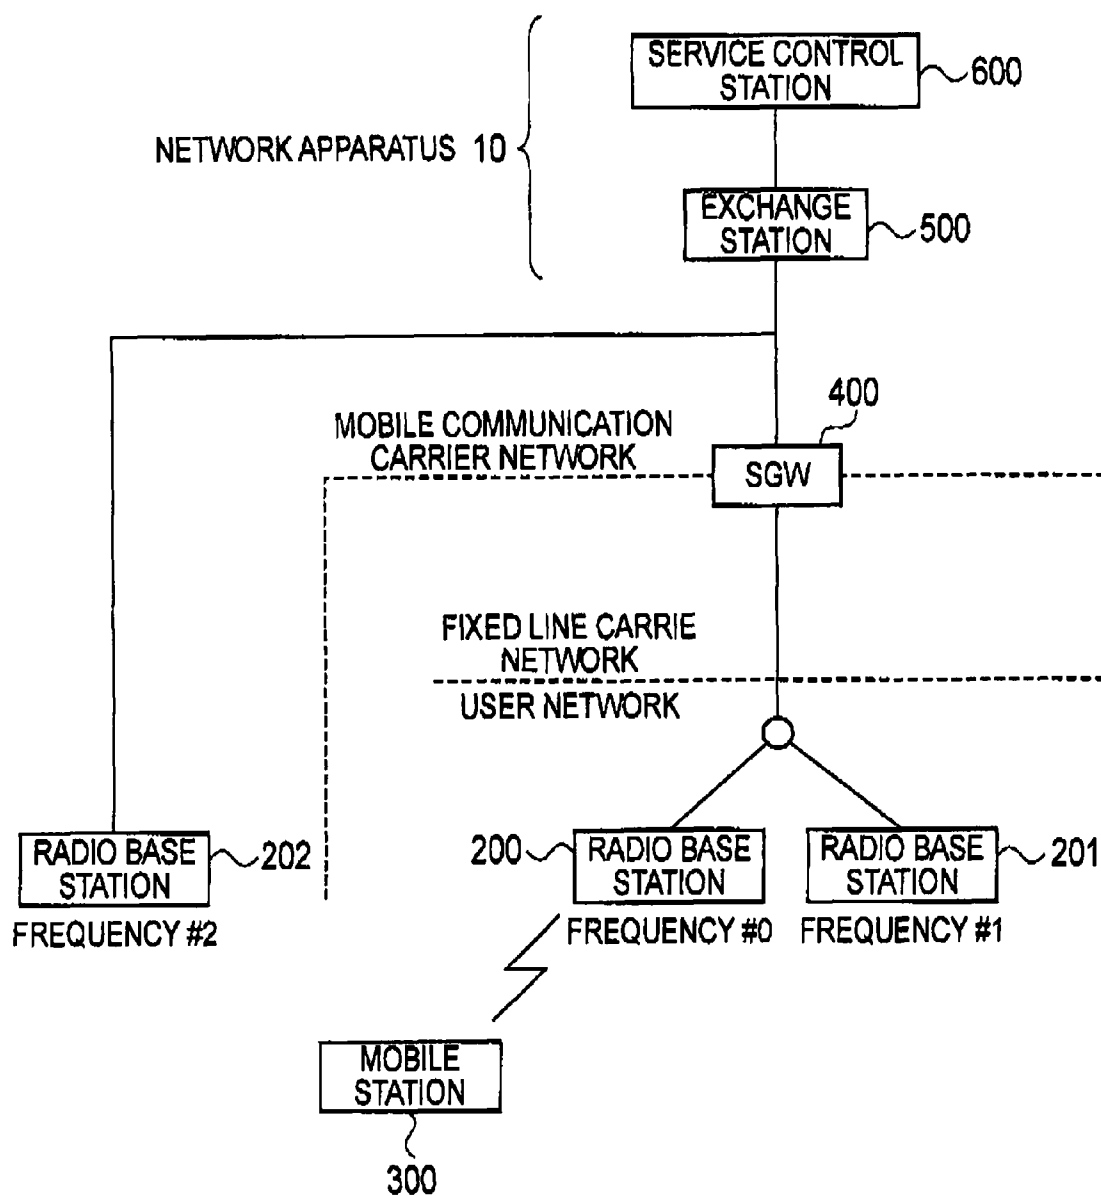 SERVICE CONTROL
STATION
600
NETWORK APPARATUS 10
EXCHANGE
STATION
500
400
MOBILE COMMUNICATION
CARRIER NETWORK
SGW
FIXED LINE CARRIE
NETWORK
USER NETWORK
RADIO BASE
STATION
202
FREQUENCY #2
200
RADIO BASE
STATION
FREQUENCY #0
RADIO BASE
STATION
201
FREQUENCY #1
MOBILE
STATION
300